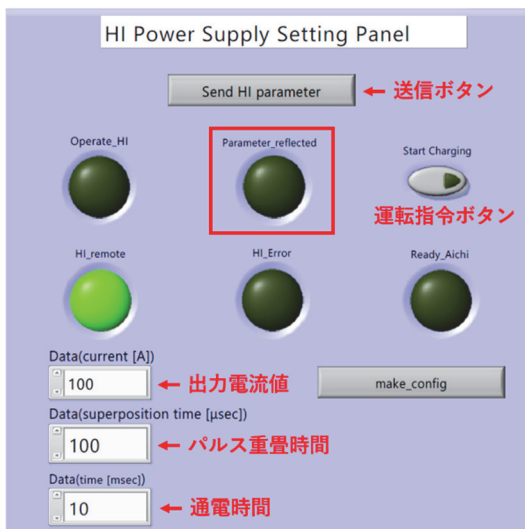 HI Power Supply Setting Panel
Send HI parameter ← 送信ボタン
Operate_HI
Parameter_reflected
Start Charging
運転指令ボタン
HI_remote
HI_Error
Ready_Aichi
Data(current [A])
100 ← 出力電流値
make_config
Data(superposition time [μsec])
100 ← パルス重畳時間
Data(time [msec])
10 ← 通電時間